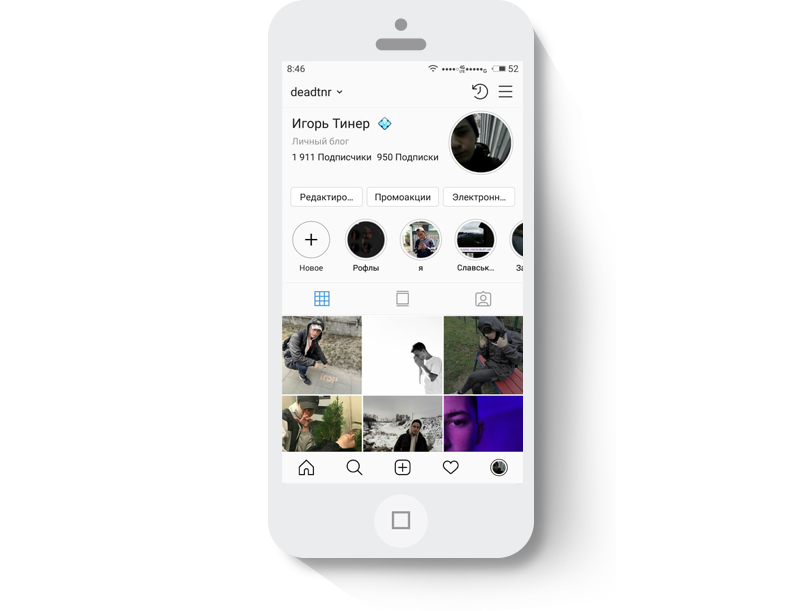 8:46
52
deadtnr
Игорь Тинер
Личный блог
1 911 Подписчики 950 Подписки
Редактиро...
Промоакции
Электронн...
Новое
Рофлы
я
Славськ...
За
ІГОР